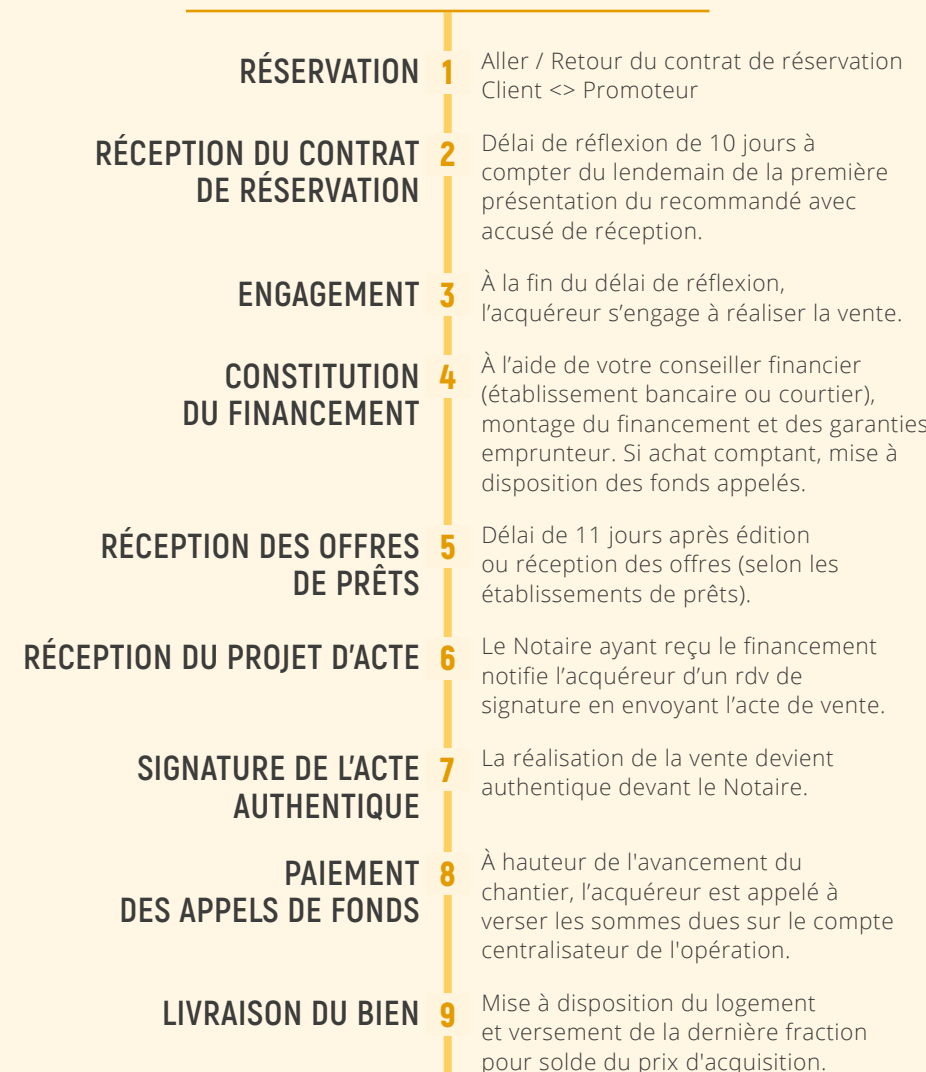 RÉSERVATION 1 Aller / Retour du contrat de réservation
Client <> Promoteur
RÉCEPTION DU CONTRAT 2 Délai de réflexion de 10 jours à
DE RÉSERVATION compter du lendemain de la première
présentation du recommandé avec
accusé de réception.
ENGAGEMENT 3 À la fin du délai de réflexion,
l’acquéreur s’engage à réaliser la vente.
CONSTITUTION 4 À l’aide de votre conseiller financier
DU FINANCEMENT (établissement bancaire ou courtier),
montage du financement et des garanties
emprunteur. Si achat comptant, mise à
disposition des fonds appelés.
RÉCEPTION DES OFFRES 5 Délai de 11 jours après édition
DE PRÊTS ou réception des offres (selon les
établissements de prêts).
RÉCEPTION DU PROJET D’ACTE 6 Le Notaire ayant reçu le financement
notifie l’acquéreur d’un rdv de
signature en envoyant l’acte de vente.
SIGNATURE DE L’ACTE 7 La réalisation de la vente devient
AUTHENTIQUE authentique devant le Notaire.
PAIEMENT 8 À hauteur de l'avancement du
DES APPELS DE FONDS chantier, l’acquéreur est appelé à
verser les sommes dues sur le compte
centralisateur de l'opération.
LIVRAISON DU BIEN 9 Mise à disposition du logement
et versement de la dernière fraction
pour solde du prix d'acquisition.